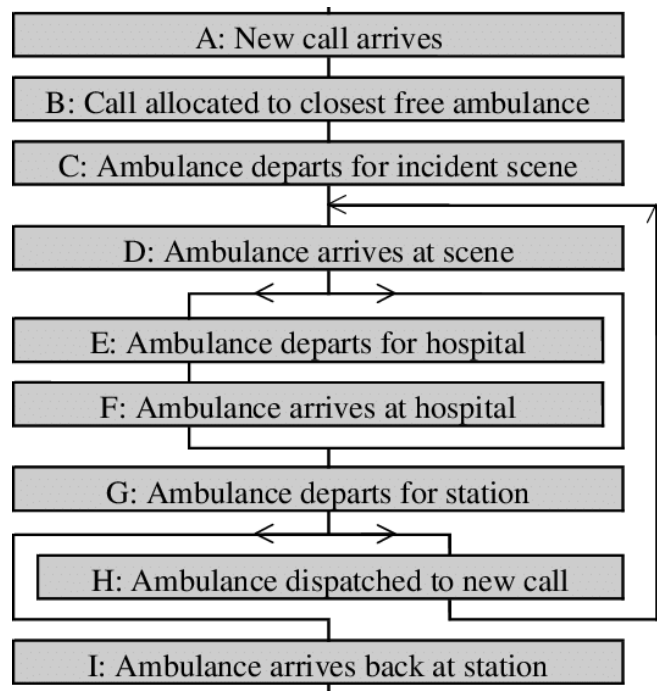 A: New call arrives
B: Call allocated to closest free ambulance
C: Ambulance departs for incident scene
D: Ambulance arrives at scene
E: Ambulance departs for hospital
F: Ambulance arrives at hospital
G: Ambulance departs for station
H: Ambulance dispatched to new call
I: Ambulance arrives back at station